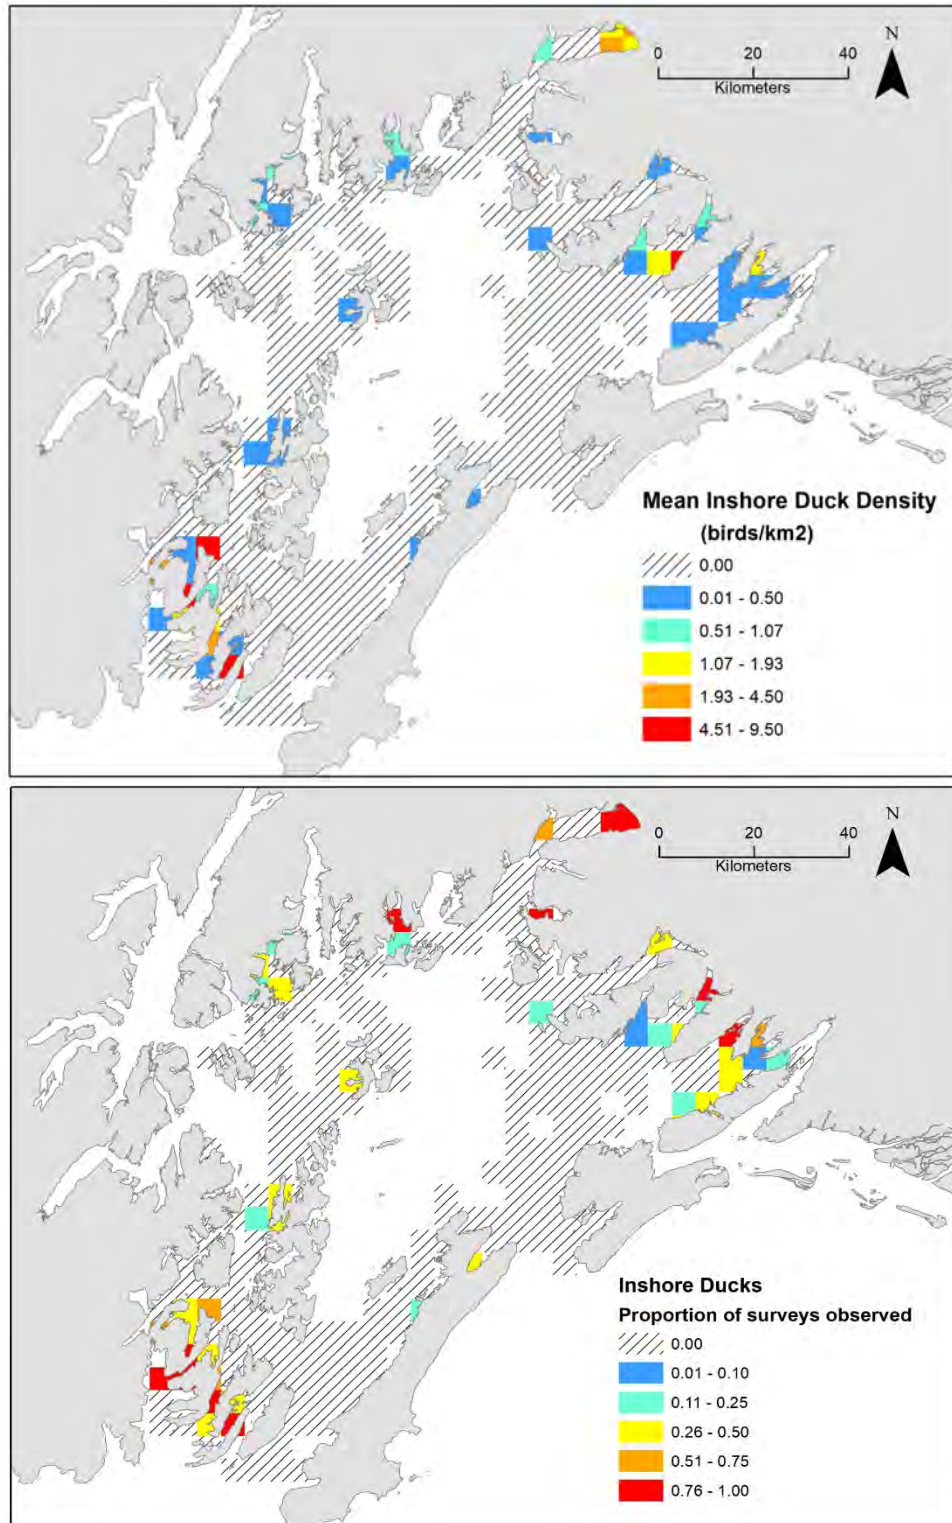 N
0 20 40
Kilometers
Mean Inshore Duck Density
(birds/km2)
0.00
0.01 - 0.50
0.51 - 1.07
1.07 - 1.93
1.93 - 4.50
4.51 - 9.50
N
0 20 40
Kilometers
Inshore Ducks
Proportion of surveys observed
0.00
0.01 - 0.10
0.11 - 0.25
0.26 - 0.50
0.51 - 0.75
0.76 - 1.00